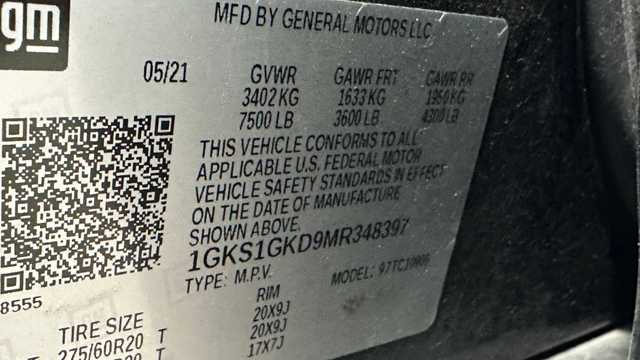 gm
MFD BY GENERAL MOTORS LLC
05/21 GVWR GAWR FRT GAWR RR
3402 KG 1633 KG 1950 KG
7500 LB 3600 LB 4300 LB
THIS VEHICLE CONFORMS TO ALL
APPLICABLE U.S. FEDERAL MOTOR
VEHICLE SAFETY STANDARDS IN EFFECT
ON THE DATE OF MANUFACTURE
SHOWN ABOVE.
1GKS1GKD9MR348397
TYPE: M.P.V. MODEL:
8555
TIRE SIZE RIM
275/60R20 T 20X9J
T 20X9J
T 17X7J